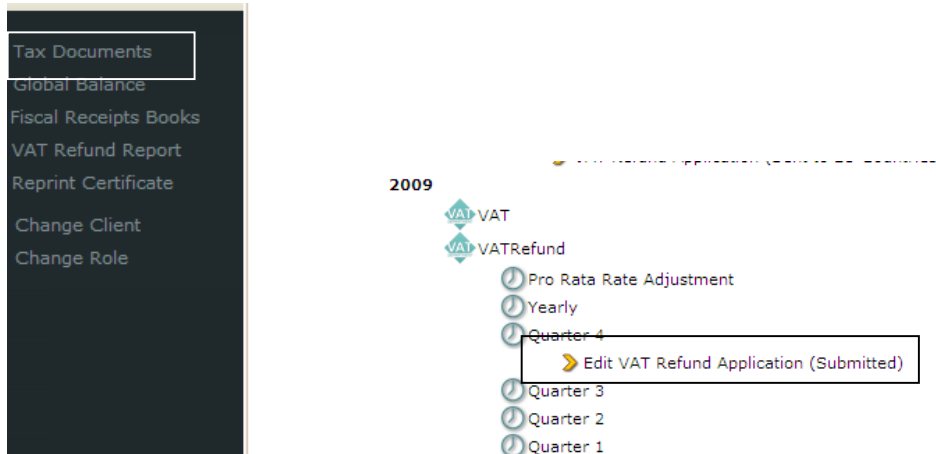 Tax Documents
Global Balance
Fiscal Receipts Books
VAT Refund Report
Reprint Certificate
Change Client
Change Role
2009
VAT VAT
VAT VATRefund
Pro Rata Rate Adjustment
Yearly
Quarter 4
Edit VAT Refund Application (Submitted)
Quarter 3
Quarter 2
Quarter 1